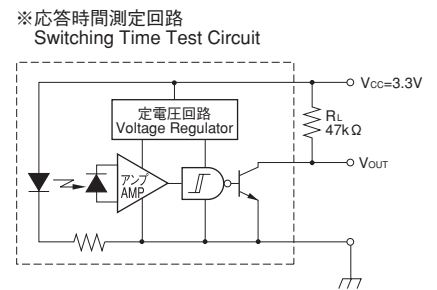 ※応答時間測定回路
Switching Time Test Circuit
Vcc=3.3V
定電圧回路
Voltage Regulator
RL
47kΩ
アンプ
AMP
VOUT